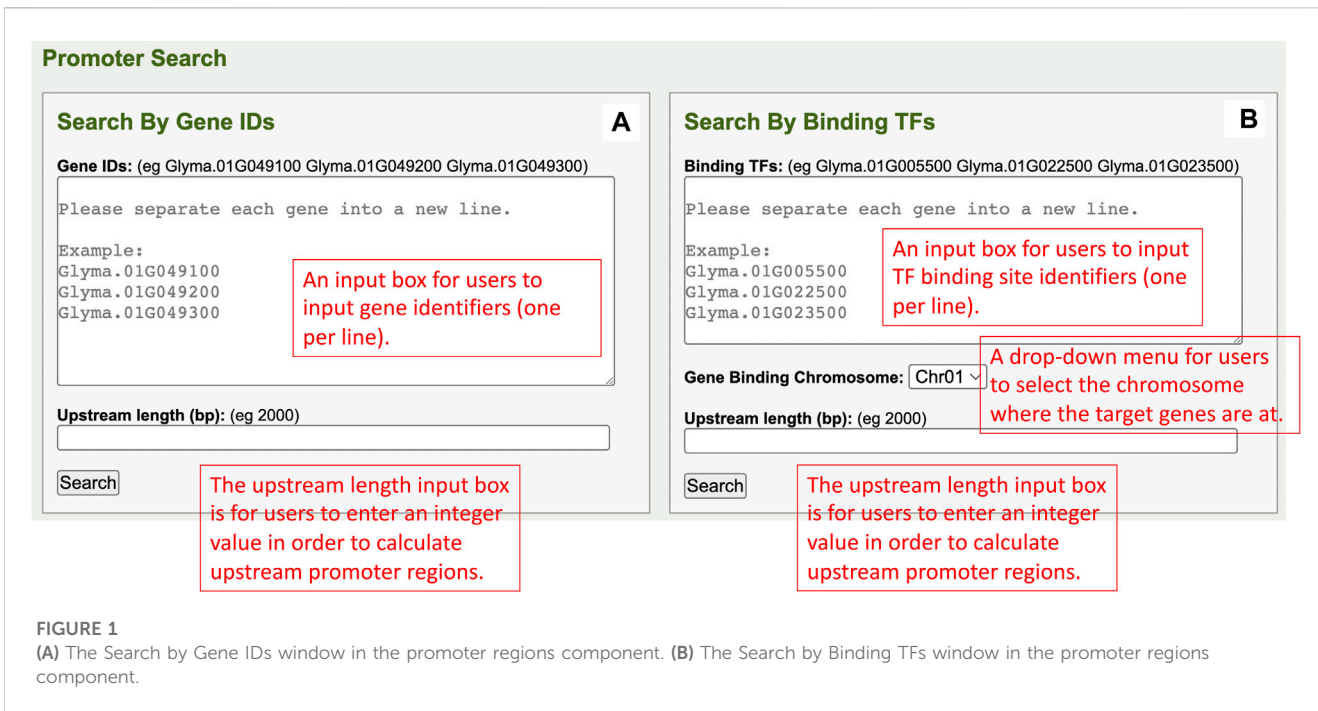 Promoter Search
Search By Gene IDs
A
Gene IDs: (eg Glyma.01G049100 Glyma.01G049200 Glyma.01G049300)
Please separate each gene into a new line.
Example:
Glyma.01G049100
Glyma.01G049200
Glyma.01G049300
An input box for users to
input gene identifiers (one
per line).
Upstream length (bp): (eg 2000)
Search
The upstream length input box
is for users to enter an integer
value in order to calculate
upstream promoter regions.
Search By Binding TFs
B
Binding TFs: (eg Glyma.01G005500 Glyma.01G022500 Glyma.01G023500)
Please separate each gene into a new line.
Example:
Glyma.01G005500
Glyma.01G022500
Glyma.01G023500
An input box for users to input
TF binding site identifiers (one
per line).
Gene Binding Chromosome: Chr01
A drop-down menu for users
to select the chromosome
where the target genes are at.
Upstream length (bp): (eg 2000)
Search
The upstream length input box
is for users to enter an integer
value in order to calculate
upstream promoter regions.
FIGURE 1
(A) The Search by Gene IDs window in the promoter regions component. (B) The Search by Binding TFs window in the promoter regions
component.